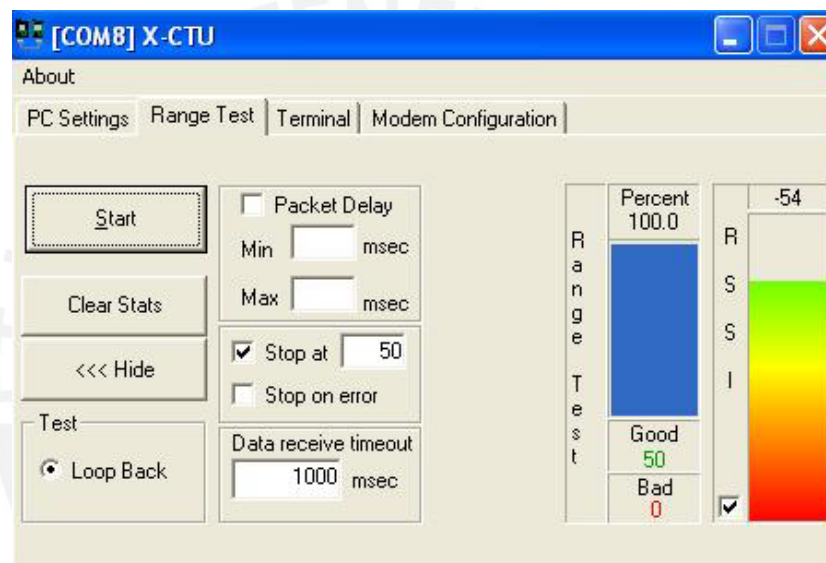 [COM8] X-CTU
About
PC Settings Range Test Terminal Modem Configuration
Start
Clear Stats
<<< Hide
Test
Loop Back
Packet Delay
Min msec
Max msec
Stop at 50
Stop on error
Data receive timeout
1000 msec
Range Test
Percent
100.0
Good
50
Bad
0
RSSI
-54